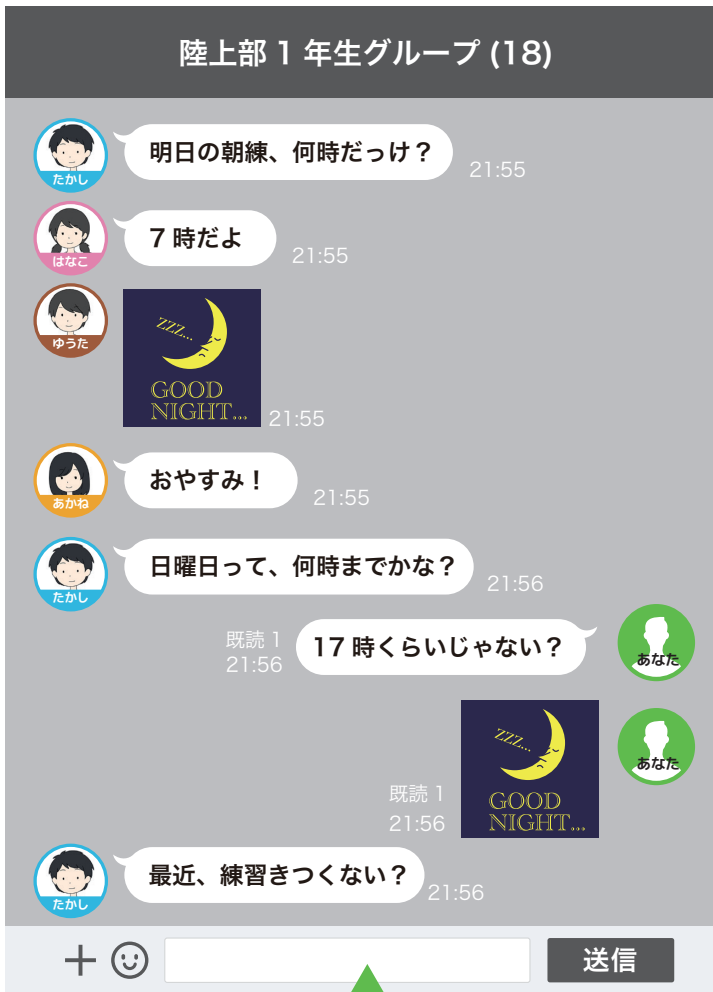 陸上部1年生グループ(18)
明日の朝練、何時だっけ？
21:55
たかし
7時だよ
21:55
はなこ
ゆうた
ZZZ...
GOOD
NIGHT...
21:55
おやすみ！
21:55
あかね
日曜日って、何時までかな？
21:56
たかし
既読1
21:56
17時くらいじゃない？
あなた
ZZZ...
GOOD
NIGHT...
既読1
21:56
あなた
最近、練習きつくない？
21:56
たかし
送信